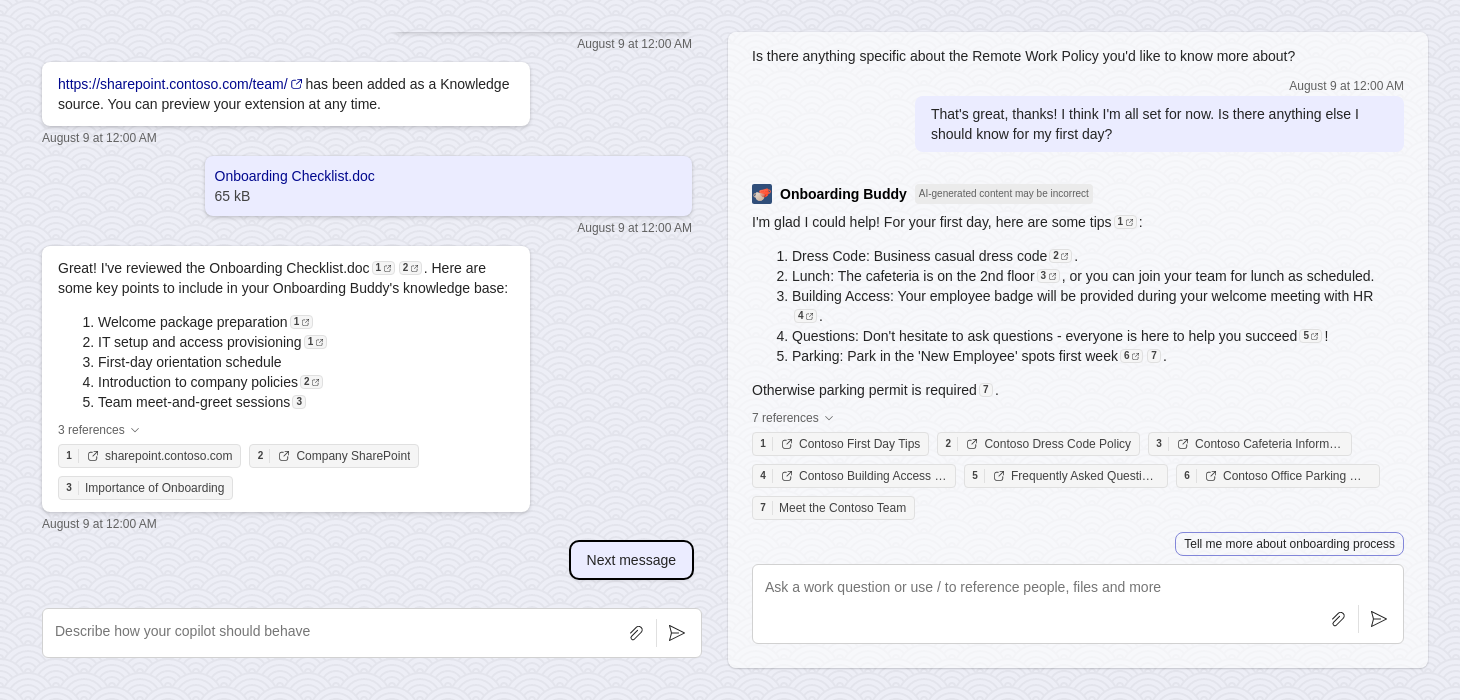 August 9 at 12:00 AM
https://sharepoint.contoso.com/team/ has been added as a Knowledge
source. You can preview your extension at any time.
August 9 at 12:00 AM
Onboarding Checklist.doc
65 kB
August 9 at 12:00 AM
Great! I've reviewed the Onboarding Checklist.doc 1 2 . Here are
some key points to include in your Onboarding Buddy's knowledge base:
1. Welcome package preparation 1
2. IT setup and access provisioning 1
3. First-day orientation schedule
4. Introduction to company policies 2
5. Team meet-and-greet sessions 3
3 references
1 sharepoint.contoso.com 2 Company SharePoint
3 Importance of Onboarding
August 9 at 12:00 AM
Next message
Describe how your copilot should behave
Is there anything specific about the Remote Work Policy you'd like to know more about?
August 9 at 12:00 AM
That's great, thanks! I think I'm all set for now. Is there anything else I
should know for my first day?
Onboarding Buddy AI-generated content may be incorrect
I'm glad I could help! For your first day, here are some tips 1 :
1. Dress Code: Business casual dress code 2 .
2. Lunch: The cafeteria is on the 2nd floor 3 , or you can join your team for lunch as scheduled.
3. Building Access: Your employee badge will be provided during your welcome meeting with HR
4 .
4. Questions: Don't hesitate to ask questions - everyone is here to help you succeed 5 !
5. Parking: Park in the 'New Employee' spots first week 6 7 .
Otherwise parking permit is required 7 .
7 references
1 Contoso First Day Tips 2 Contoso Dress Code Policy 3 Contoso Cafeteria Inform…
4 Contoso Building Access … 5 Frequently Asked Questi… 6 Contoso Office Parking …
7 Meet the Contoso Team
Tell me more about onboarding process
Ask a work question or use / to reference people, files and more